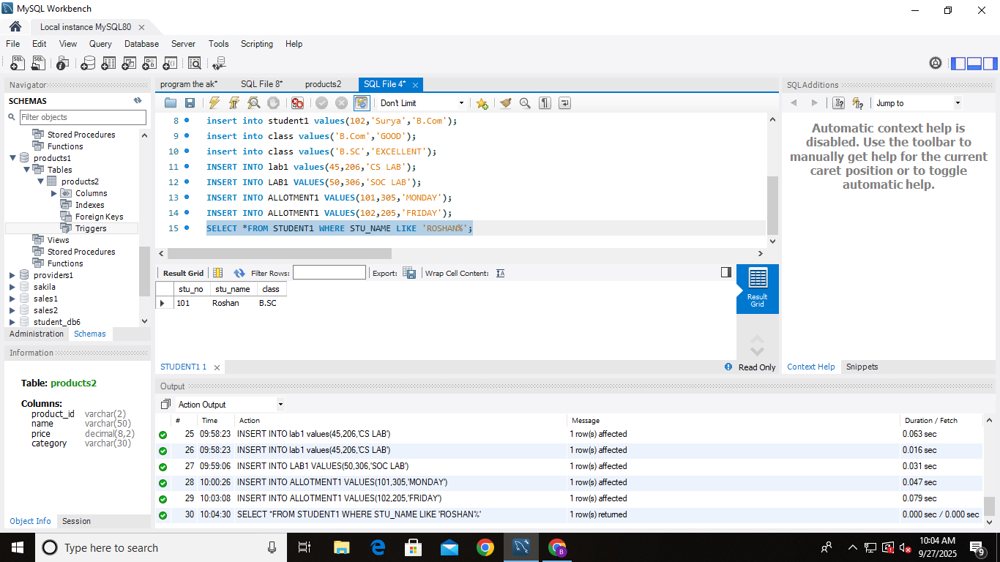 MySQL Workbench
Local instance MySQL80
File Edit View Query Database Server Tools Scripting Help
Navigator
SCHEMAS
Filter objects
Stored Procedures
Functions
products1
Tables
products2
Columns
Indexes
Foreign Keys
Triggers
Views
Stored Procedures
Functions
providers1
sakila
sales1
sales2
student_db6
Administration Schemas
Information
Table: products2
Columns:
product_id varchar(2)
name varchar(50)
price decimal(8,2)
category varchar(30)
Object Info Session
program the ak* SQL File 8* products2 SQL File 4*
Don't Limit
8 insert into student1 values(102,'Surya','B.Com');
9 insert into class values('B.Com','GOOD');
10 insert into class values('B.SC','EXCELLENT');
11 INSERT INTO lab1 values(45,206,'CS LAB');
12 INSERT INTO LAB1 VALUES(50,306,'SOC LAB');
13 INSERT INTO ALLOTMENT1 VALUES(101,305,'MONDAY');
14 INSERT INTO ALLOTMENT1 VALUES(102,205,'FRIDAY');
15 SELECT *FROM STUDENT1 WHERE STU_NAME LIKE 'ROSHAN%';
Result Grid Filter Rows: Export: Wrap Cell Content:
stu_no stu_name class
101 Roshan B.SC
Result
Grid
STUDENT1 1
Read Only
SQLAdditions
Jump to
Automatic context help is
disabled. Use the toolbar to
manually get help for the current
caret position or to toggle
automatic help.
Context Help Snippets
Output
Action Output
# Time Action Message Duration / Fetch
25 09:58:23 INSERT INTO lab1 values(45,206,'CS LAB') 1 row(s) affected 0.063 sec
26 09:58:23 INSERT INTO lab1 values(45,206,'CS LAB') 1 row(s) affected 0.016 sec
27 09:59:06 INSERT INTO LAB1 VALUES(50,306,'SOC LAB') 1 row(s) affected 0.031 sec
28 10:00:26 INSERT INTO ALLOTMENT1 VALUES(101,305,'MONDAY') 1 row(s) affected 0.047 sec
29 10:03:08 INSERT INTO ALLOTMENT1 VALUES(102,205,'FRIDAY') 1 row(s) affected 0.079 sec
30 10:04:30 SELECT *FROM STUDENT1 WHERE STU_NAME LIKE 'ROSHAN%' 1 row(s) returned 0.000 sec / 0.000 sec
Type here to search
10:04 AM
9/27/2025
9